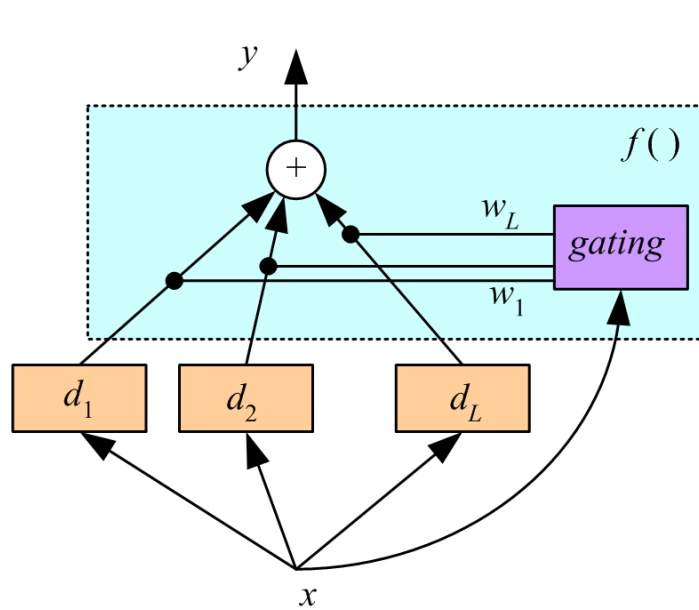 y
f( )
+
w_L
gating
w_1
d_1
d_2
d_L
x